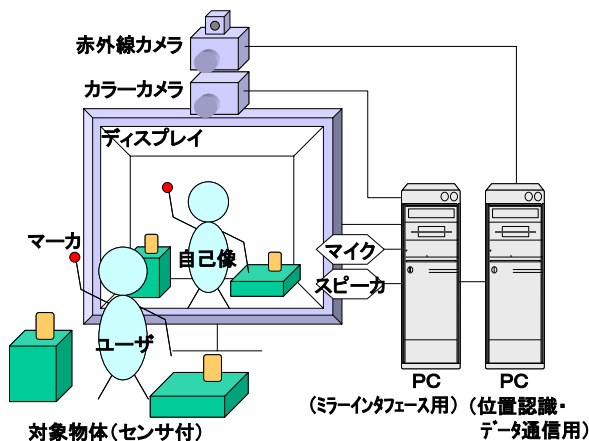 赤外線カメラ
カラーカメラ
ディスプレイ
マーカ
自己像
マイク
スピーカ
ユーザ
対象物体(センサ付)
PC
(ミラーインタフェース用)
PC
(位置認識・
データ通信用)